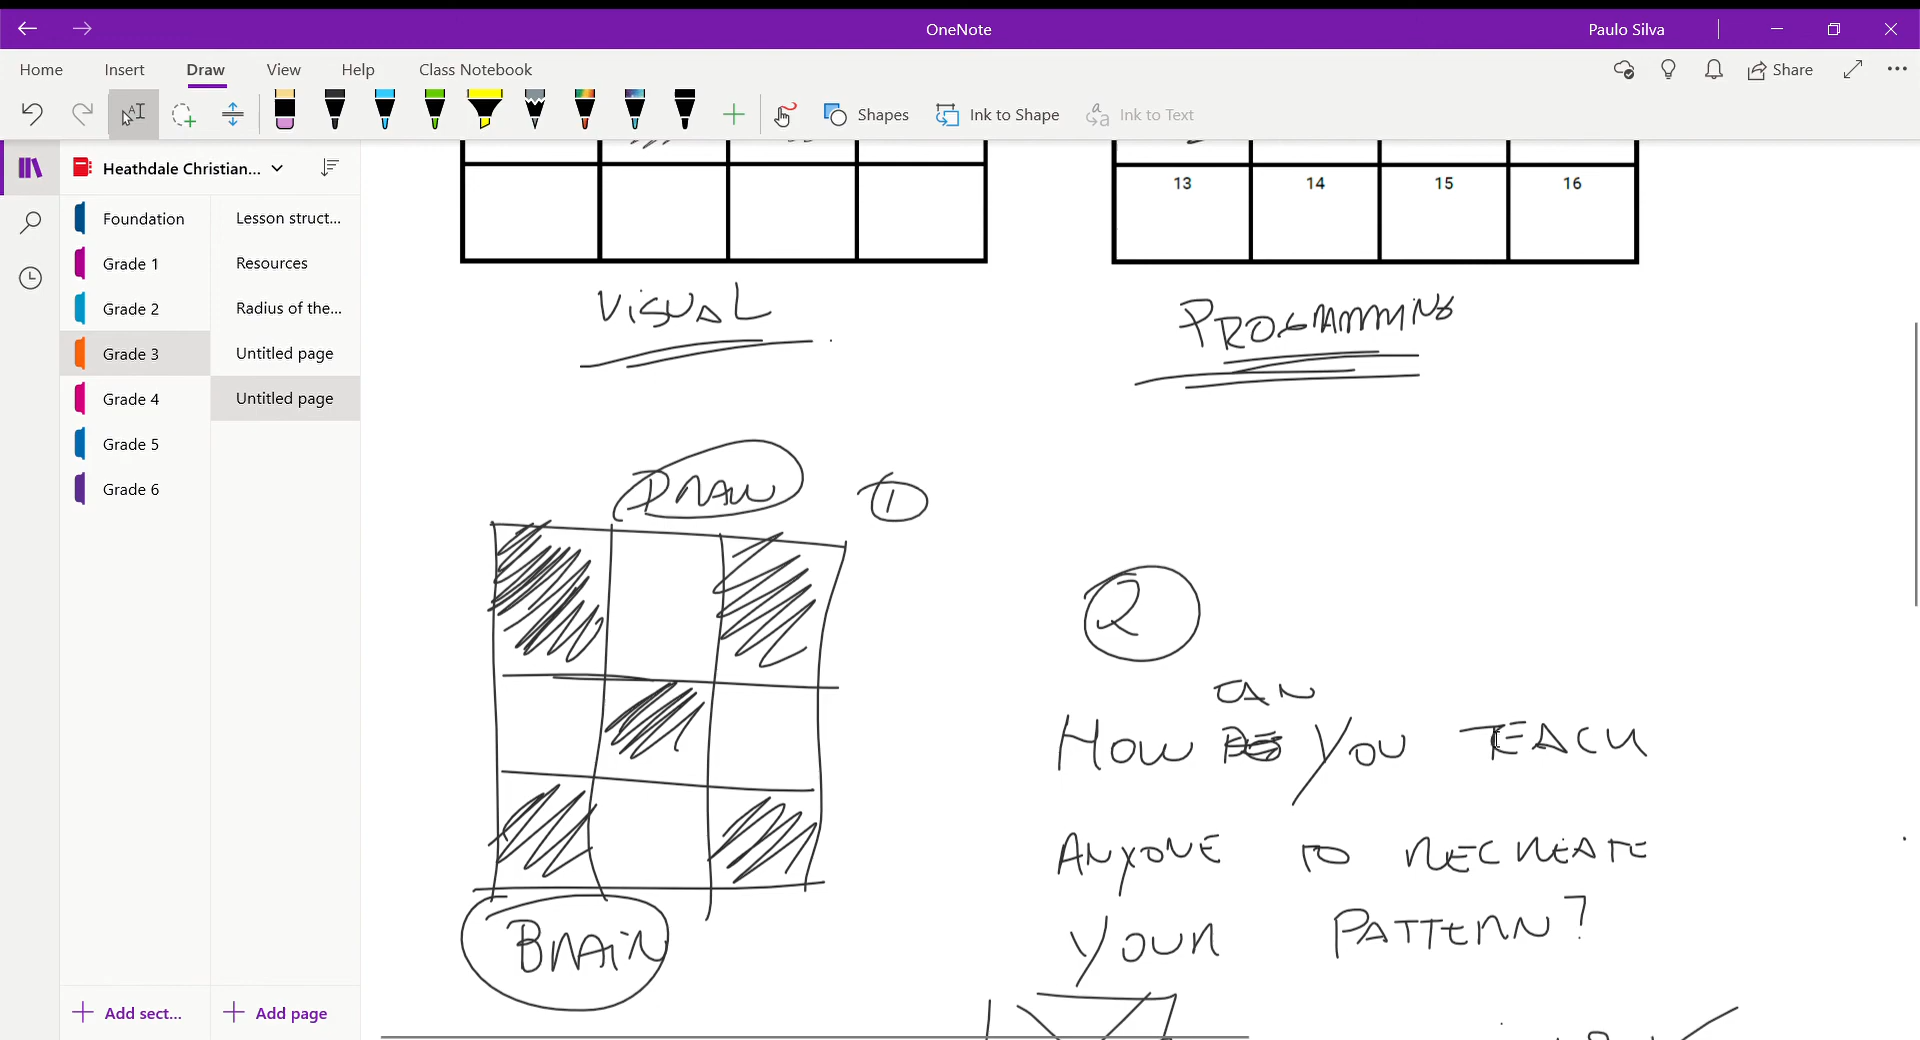 OneNote
Paulo Silva
Home Insert Draw View Help Class Notebook
Share
Shapes Ink to Shape Ink to Text
Heathdale Christian...
Foundation
Grade 1
Grade 2
Grade 3
Grade 4
Grade 5
Grade 6
Lesson struct...
Resources
Radius of the...
Untitled page
Untitled page
Add sect...
Add page
13 14 15 16
VISUAL
PROGRAMMING
DRAW 1
BRAIN
2
CAN
HOW DO YOU TEACH
ANYONE TO RECREATE
YOUR PATTERN?